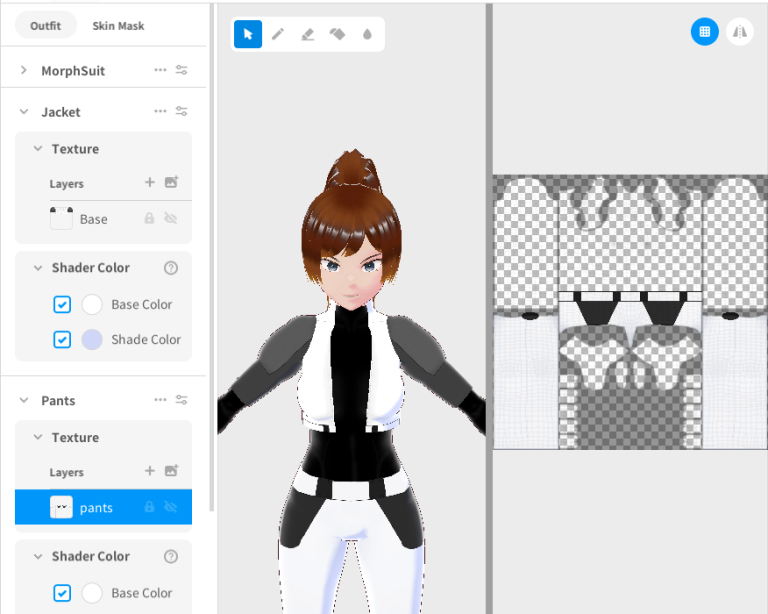 Outfit Skin Mask
MorphSuit
Jacket
Texture
Layers
Base
Shader Color
Base Color
Shade Color
Pants
Texture
Layers
pants
Shader Color
Base Color